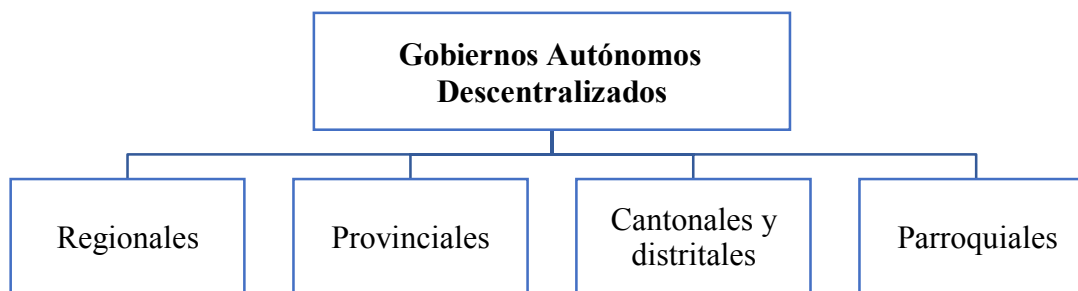 Gobiernos Autónomos
Descentralizados
Regionales
Provinciales
Cantonales y
distritales
Parroquiales